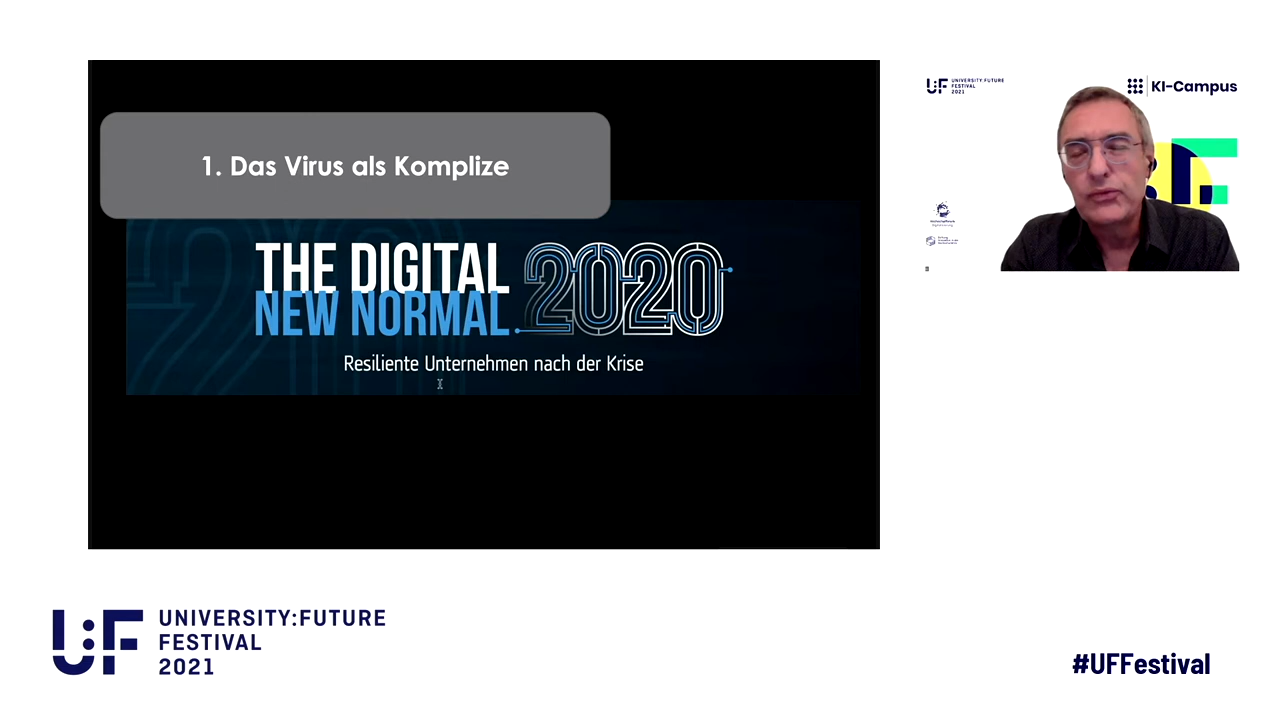 1. Das Virus als Komplize
THE DIGITAL
NEW NORMAL
2020
Resiliente Unternehmen nach der Krise
UNIVERSITY:FUTURE
FESTIVAL
2021
KI-Campus
U:F
UNIVERSITY:FUTURE
FESTIVAL
2021
#UFFestival